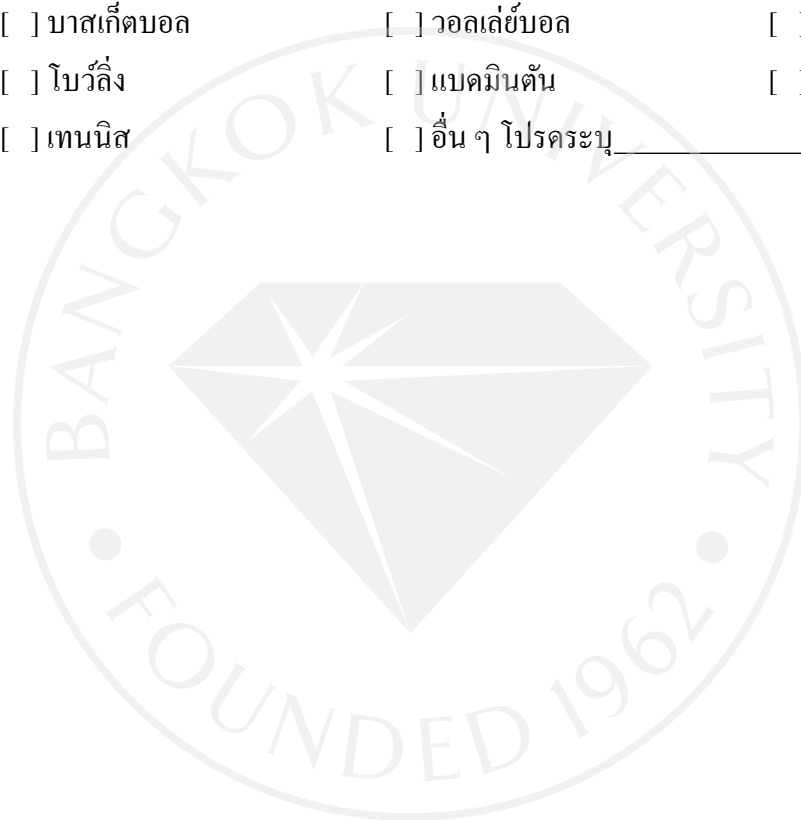 [ ] บาสเก็ตบอล [ ] วอลเล่ย์บอล [ ]
[ ] โบว์ลิ่ง [ ] แบดมินตัน [ ]
[ ] เทนนิส [ ] อื่น ๆ โปรดระบุ_______________
BANGKOK UNIVERSITY
FOUNDED 1962